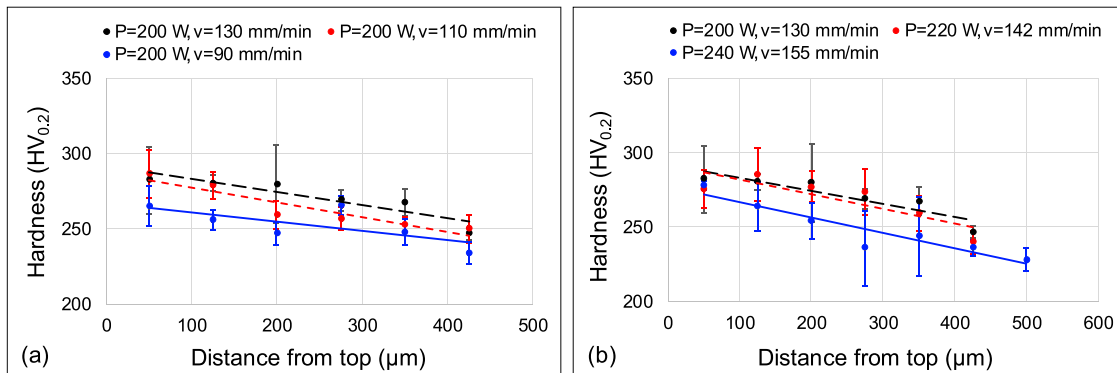 P=200 W, v=130 mm/min P=200 W, v=110 mm/min
P=200 W, v=90 mm/min
350
300
250
200
0 100 200 300 400 500
Hardness (HV0.2)
Distance from top (µm)
(a)
P=200 W, v=130 mm/min P=220 W, v=142 mm/min
P=240 W, v=155 mm/min
350
300
250
200
0 100 200 300 400 500 600
Hardness (HV0.2)
Distance from top (µm)
(b)